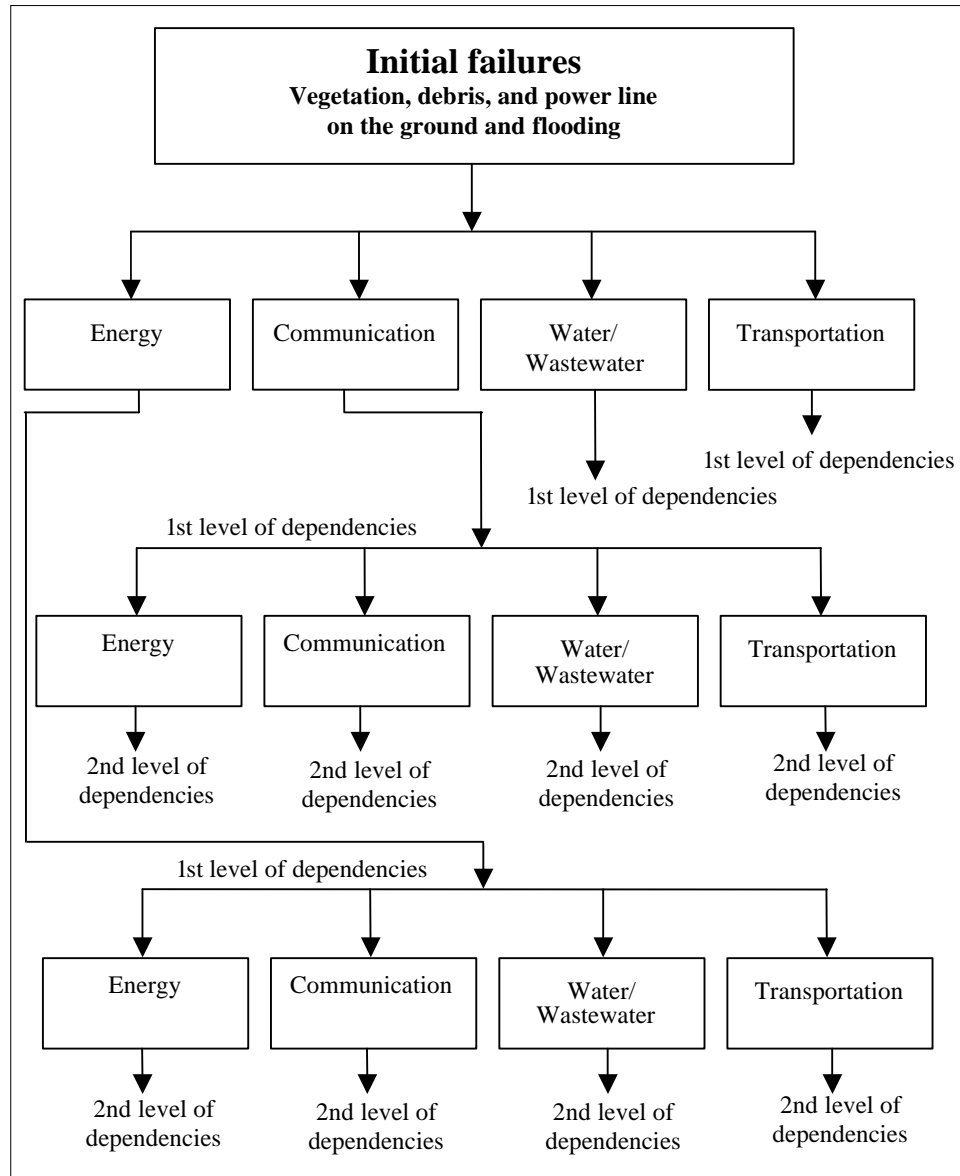 Initial failures
Vegetation, debris, and power line
on the ground and flooding
Energy
Communication
Water/
Wastewater
Transportation
1st level of dependencies
1st level of dependencies
1st level of dependencies
Energy
Communication
Water/
Wastewater
Transportation
2nd level of
dependencies
2nd level of
dependencies
2nd level of
dependencies
2nd level of
dependencies
1st level of dependencies
Energy
Communication
Water/
Wastewater
Transportation
2nd level of
dependencies
2nd level of
dependencies
2nd level of
dependencies
2nd level of
dependencies